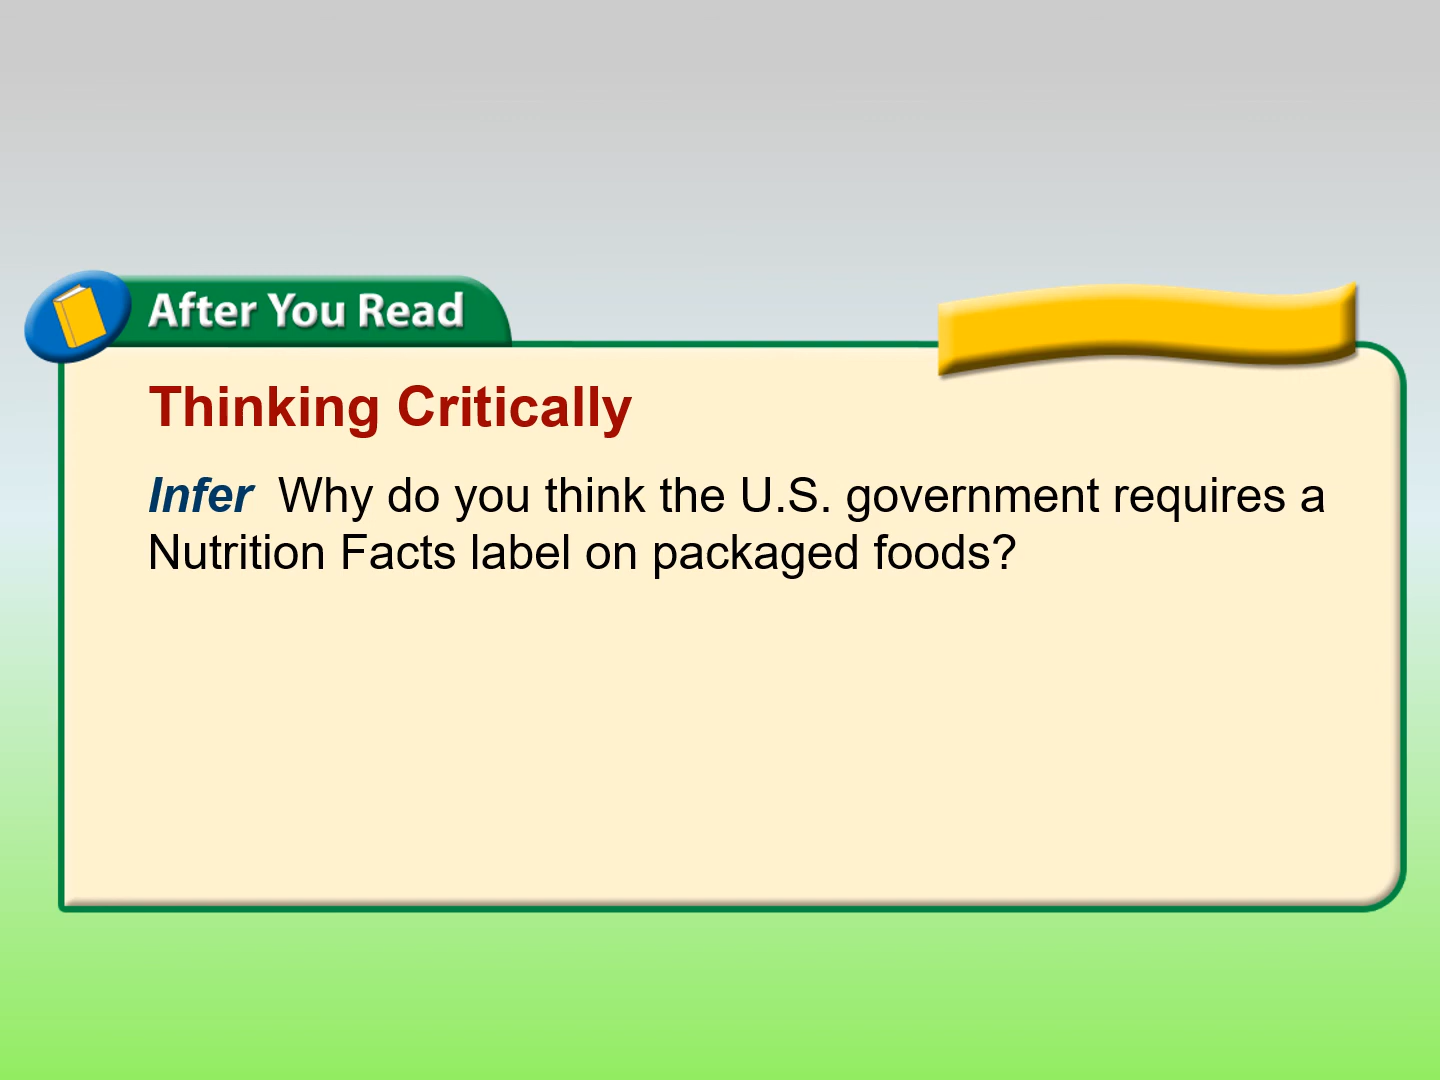 After You Read
Thinking Critically
Infer Why do you think the U.S. government requires a
Nutrition Facts label on packaged foods?